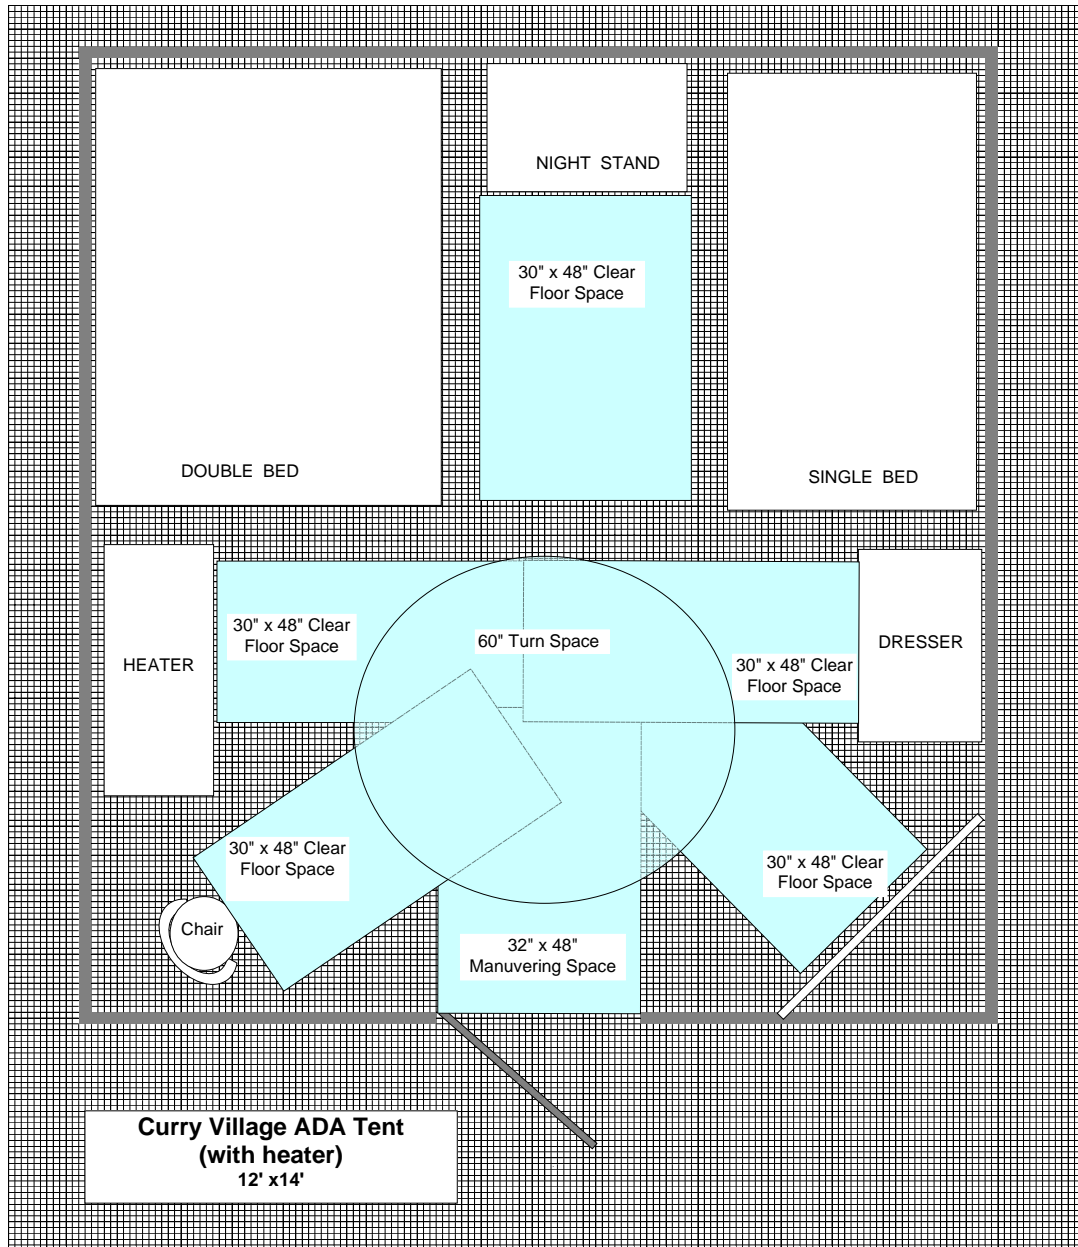 NIGHT STAND
30" x 48" Clear
Floor Space
DOUBLE BED
SINGLE BED
30" x 48" Clear
Floor Space
60" Turn Space
HEATER
DRESSER
30" x 48" Clear
Floor Space
30" x 48" Clear
Floor Space
30" x 48" Clear
Floor Space
Chair
32" x 48"
Manuvering Space
Curry Village ADA Tent
(with heater)
12' x14'